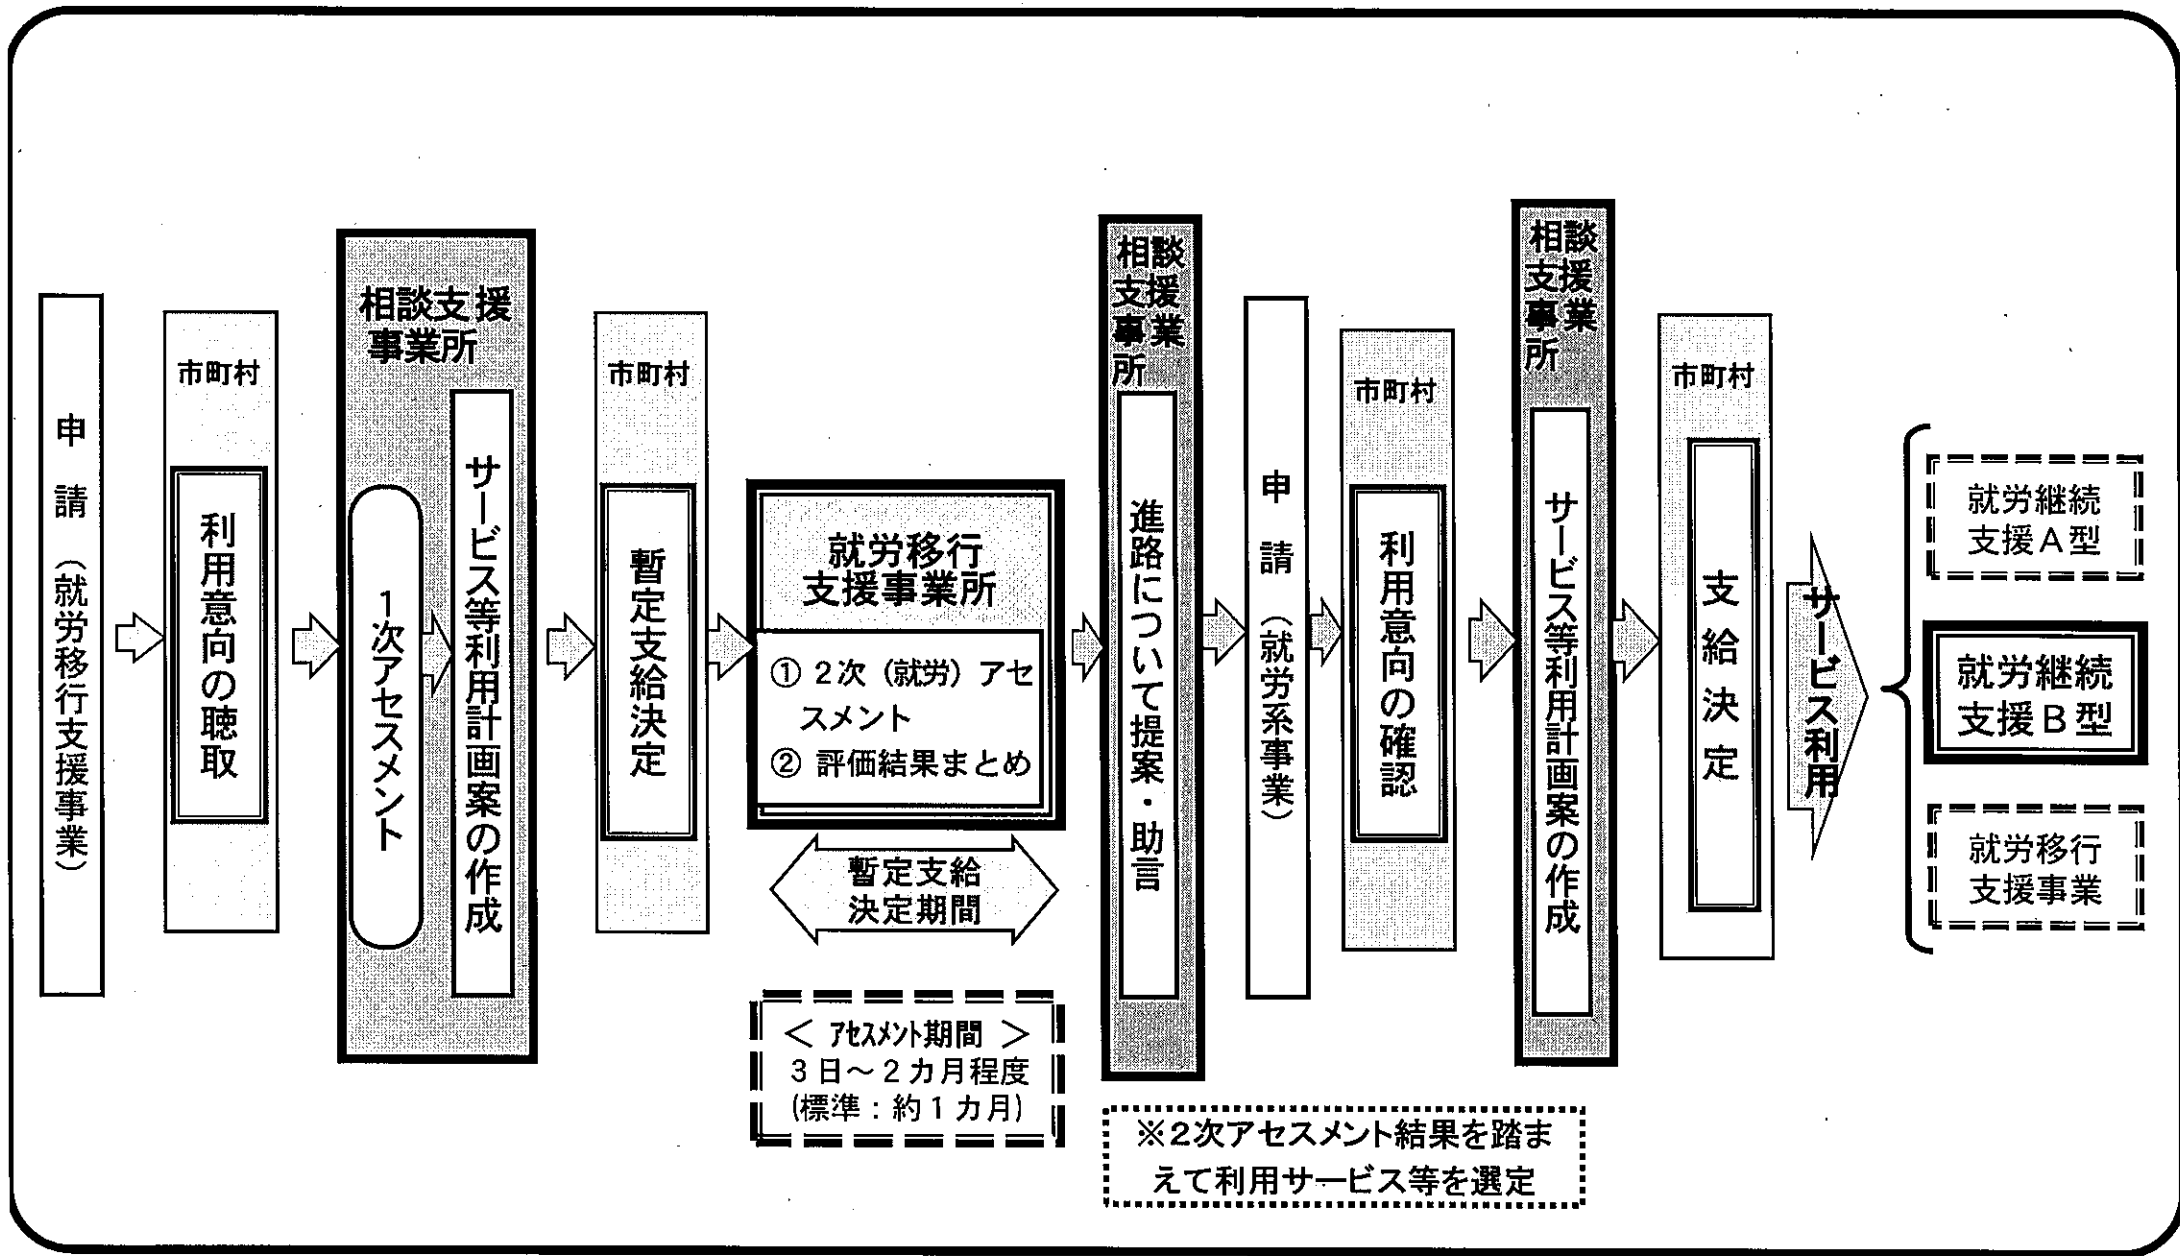 申請（就労移行支援事業）
市町村
利用意向の聴取
相談支援
事業所
1次アセスメント
サービス等利用計画案の作成
市町村
暫定支給決定
就労移行
支援事業所
① 2次（就労）アセ
スメント
② 評価結果まとめ
暫定支給
決定期間
＜ ｱｾｽﾒﾝﾄ期間 ＞
3日～2カ月程度
(標準：約1カ月)
相談
支援
事業
所
進路について提案・助言
申請（就労系事業）
市町村
利用意向の確認
相談
支援
事業
所
サービス等利用計画案の作成
市町村
支給決定
サービス利用
就労継続
支援A型
就労継続
支援B型
就労移行
支援事業
※2次アセスメント結果を踏ま
えて利用サービス等を選定